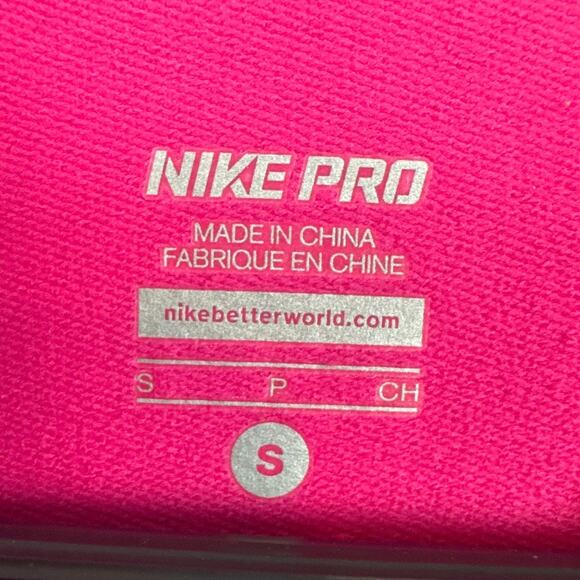 NIKE PRO
MADE IN CHINA
FABRIQUE EN CHINE
nikebetterworld.com
S P CH
S